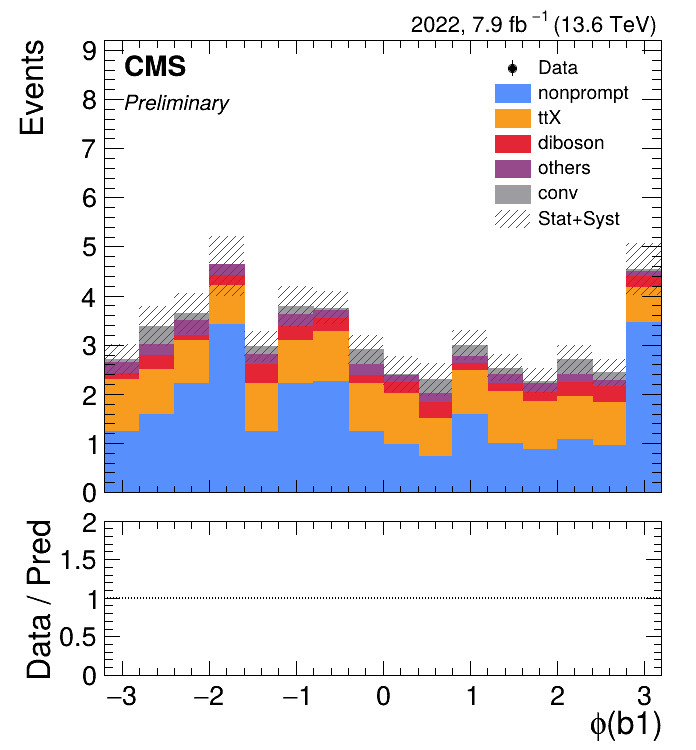 2022, 7.9 fb⁻¹ (13.6 TeV)
Events
CMS
Preliminary
Data
nonprompt
ttX
diboson
others
conv
Stat+Syst
9
8
7
6
5
4
3
2
1
0
Data / Pred
2
1.5
1
0.5
0
−3 −2 −1 0 1 2 3
ϕ(b1)